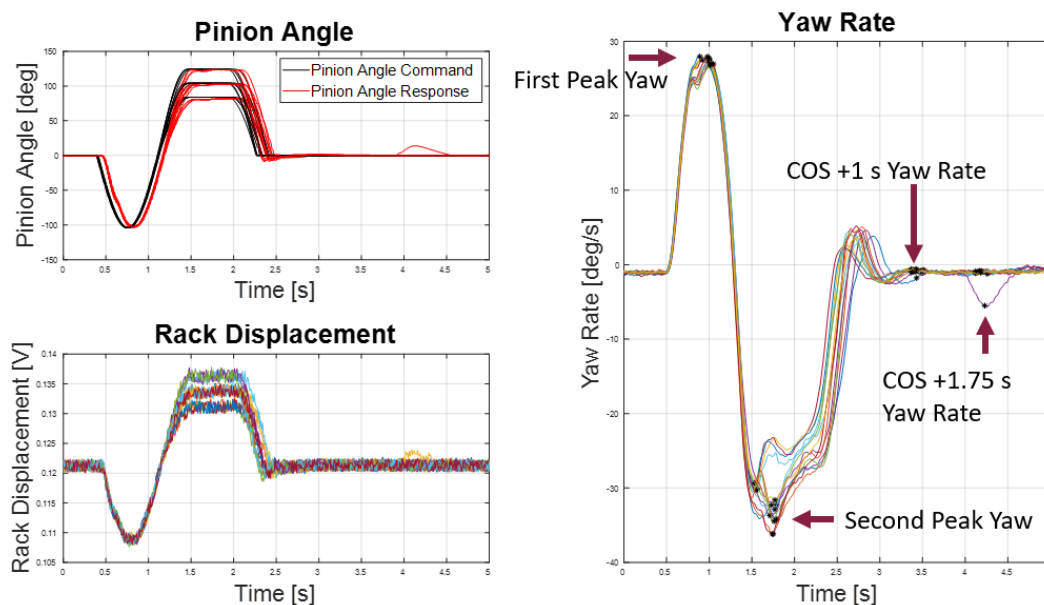 Pinion Angle
150
100
50
0
-50
-100
-150
Pinion Angle [deg]
Pinion Angle Command
Pinion Angle Response
0 0.5 1 1.5 2 2.5 3 3.5 4 4.5 5
Time [s]
Rack Displacement
0.14
0.135
0.13
0.125
0.12
0.115
0.11
0.105
Rack Displacement [V]
0 0.5 1 1.5 2 2.5 3 3.5 4 4.5 5
Time [s]
Yaw Rate
30
20
10
0
-10
-20
-30
-40
Yaw Rate [deg/s]
First Peak Yaw
COS +1 s Yaw Rate
COS +1.75 s
Yaw Rate
Second Peak Yaw
0 0.5 1 1.5 2 2.5 3 3.5 4 4.5
Time [s]